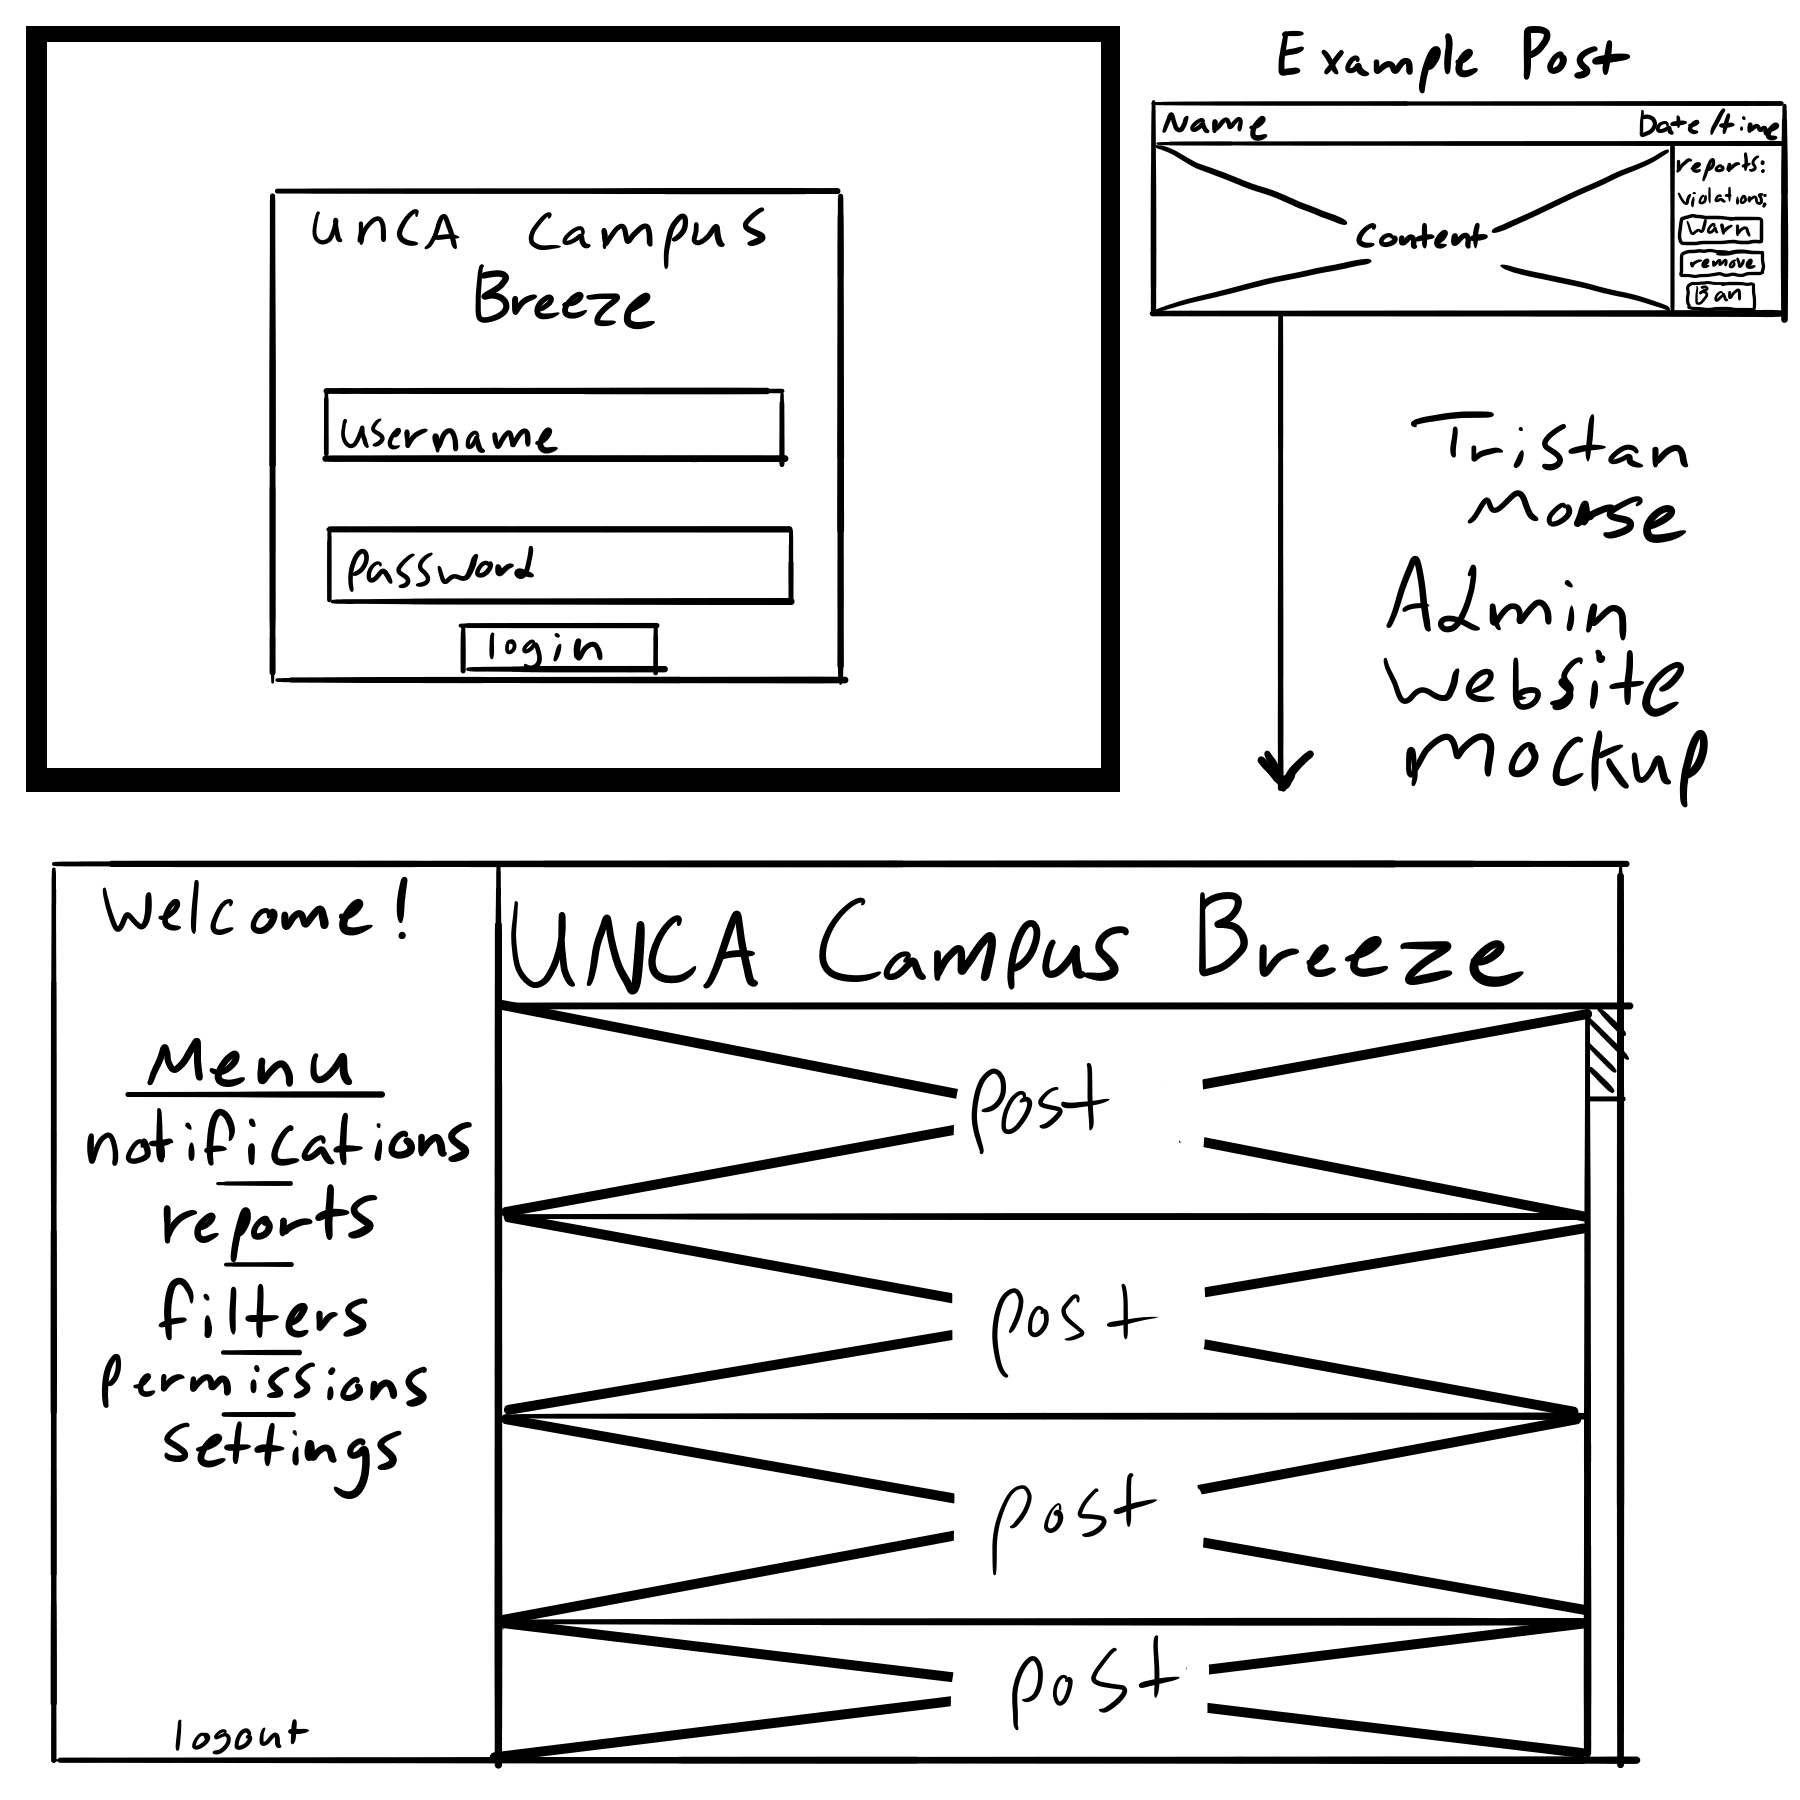 UNCA Campus
Breeze
username
password
login
Example Post
Name
Date/time
Content
reports:
violations:
Warn
remove
Ban
Tristan
Morse
Admin
Website
Mockup
Welcome!
Menu
notifications
reports
filters
permissions
settings
logout
UNCA Campus Breeze
post
post
post
post